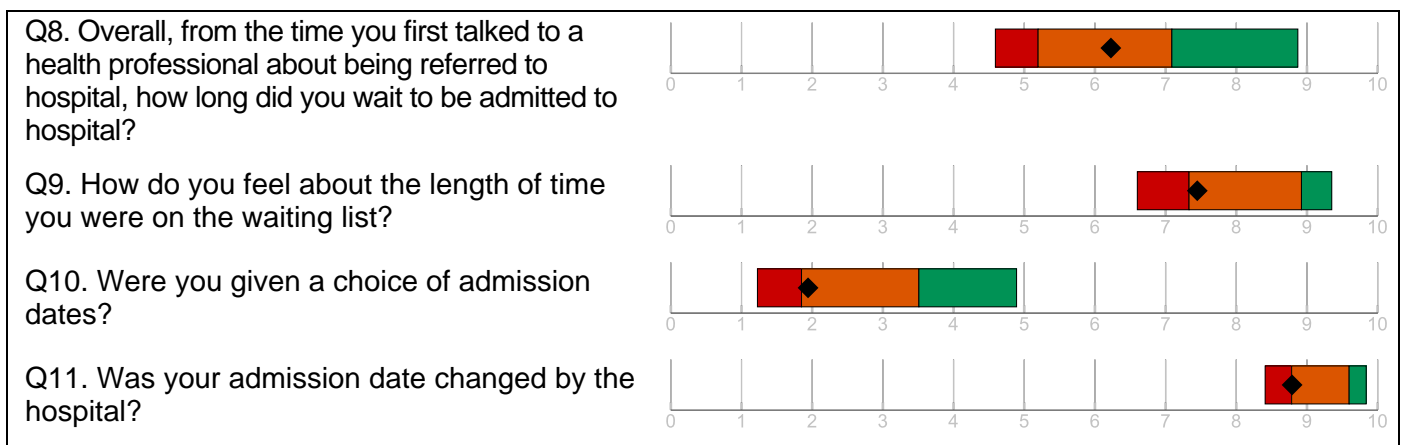 Q8. Overall, from the time you first talked to a
health professional about being referred to
hospital, how long did you wait to be admitted to
hospital?
0 1 2 3 4 5 6 7 8 9 10
Q9. How do you feel about the length of time
you were on the waiting list?
0 1 2 3 4 5 6 7 8 9 10
Q10. Were you given a choice of admission
dates?
0 1 2 3 4 5 6 7 8 9 10
Q11. Was your admission date changed by the
hospital?
0 1 2 3 4 5 6 7 8 9 10